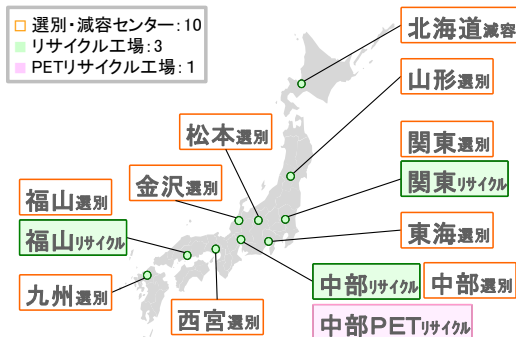 選別・減容センター：10
リサイクル工場：3
PETリサイクル工場：1
北海道減容
山形選別
松本選別
関東選別
金沢選別
関東リサイクル
福山選別
福山リサイクル
東海選別
九州選別
中部リサイクル
中部選別
西宮選別
中部PETリサイクル